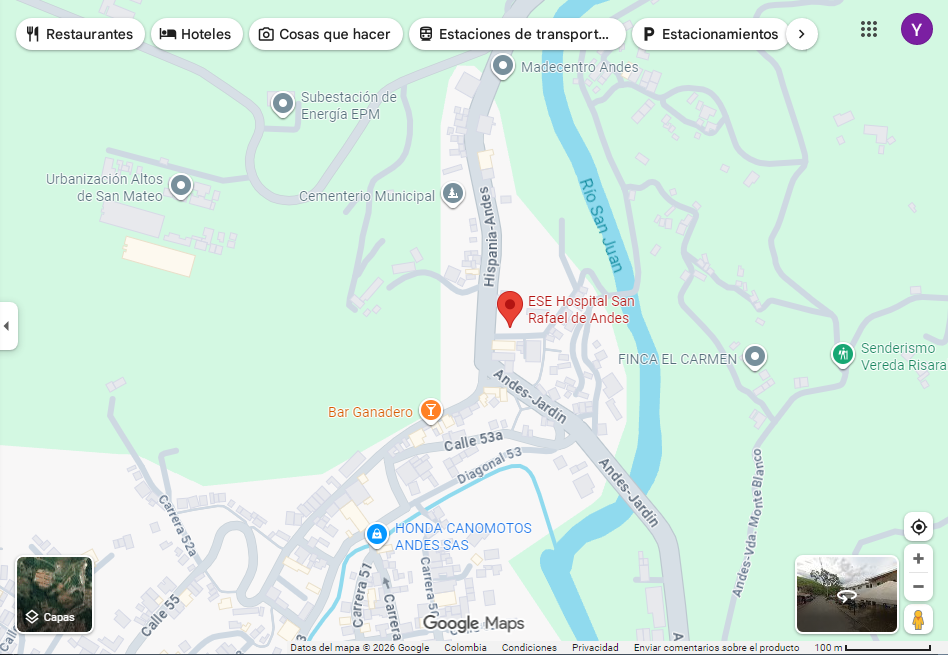 Restaurantes
Hoteles
Cosas que hacer
Estaciones de transport...
P Estacionamientos
Y
Madecentro Andes
Subestación de
Energía EPM
Urbanización Altos
de San Mateo
Cementerio Municipal
Hispania-Andes
Río San Juan
ESE Hospital San
Rafael de Andes
FINCA EL CARMEN
Senderismo
Vereda Risara
Bar Ganadero
Andes-Jardín
Calle 53a
Diagonal 53
Andes-Jardín
Andes-Vda. Monte Blanco
Carrera 52a
HONDA CANOMOTOS
ANDES SAS
Carrera 51
Carrera
Carrera 50
Calle 55
Capas
Google Maps
Datos del mapa © 2026 Google
Colombia
Condiciones
Privacidad
Enviar comentarios sobre el producto
100 m